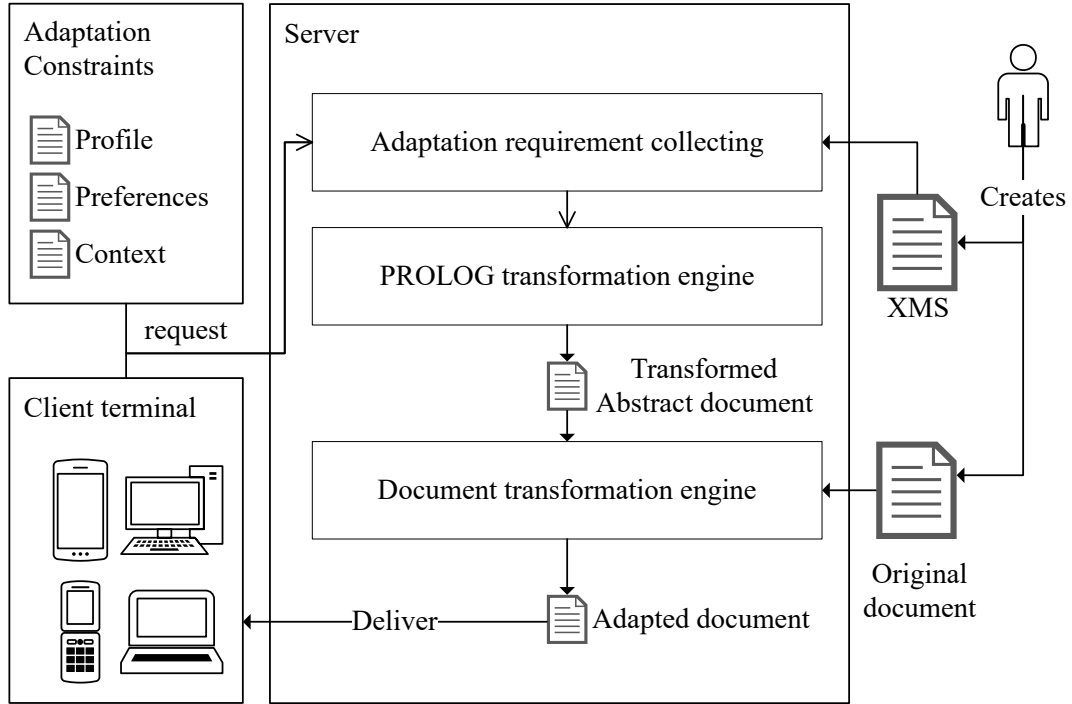 Adaptation
Constraints
Profile
Preferences
Context
request
Client terminal
Server
Adaptation requirement collecting
PROLOG transformation engine
Transformed
Abstract document
Document transformation engine
Adapted document
Deliver
Creates
XMS
Original
document